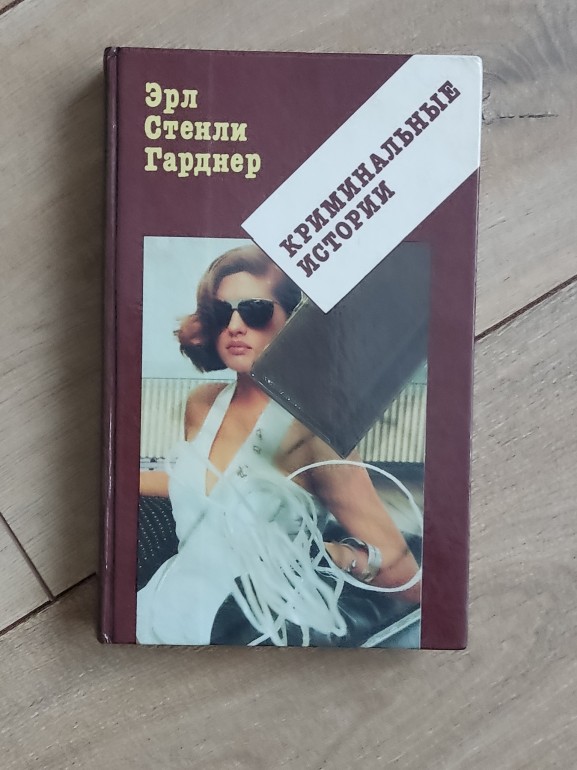 Эрл
Стенли
Гарднер
КРИМИНАЛЬНЫЕ
ИСТОРИИ